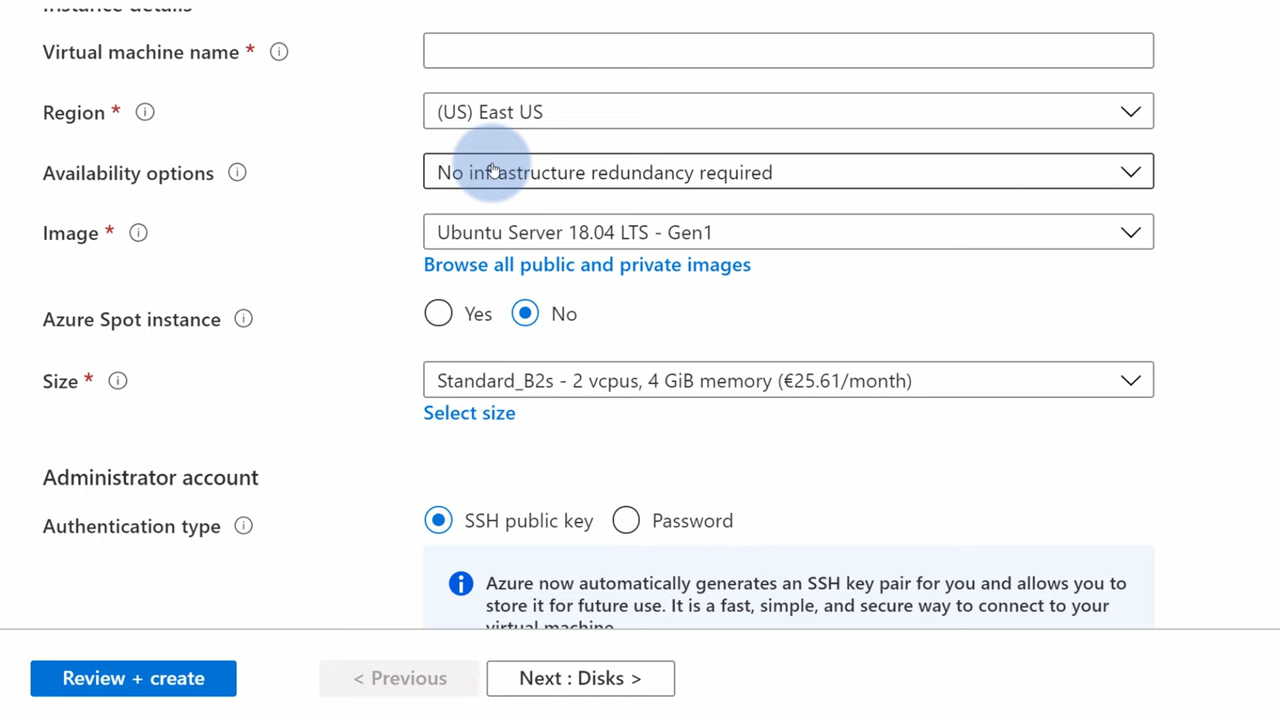 Instance details
Virtual machine name *
Region *
(US) East US
Availability options
No infrastructure redundancy required
Image *
Ubuntu Server 18.04 LTS - Gen1
Browse all public and private images
Azure Spot instance
Yes No
Size *
Standard_B2s - 2 vcpus, 4 GiB memory (€25.61/month)
Select size
Administrator account
Authentication type
SSH public key Password
Azure now automatically generates an SSH key pair for you and allows you to
store it for future use. It is a fast, simple, and secure way to connect to your
virtual machine.
Review + create < Previous Next : Disks >